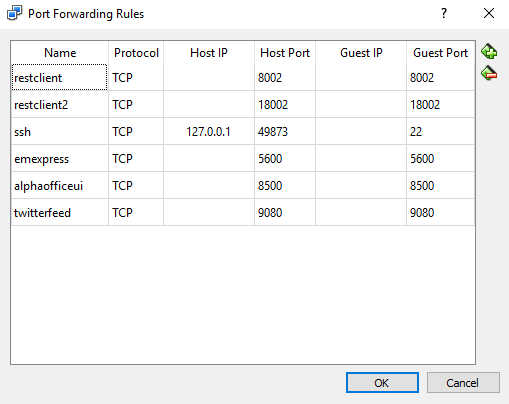 Port Forwarding Rules
?
Name Protocol Host IP Host Port Guest IP Guest Port
restclient TCP 8002 8002
restclient2 TCP 18002 18002
ssh TCP 127.0.0.1 49873 22
emexpress TCP 5600 5600
alphaofficeui TCP 8500 8500
twitterfeed TCP 9080 9080
OK Cancel